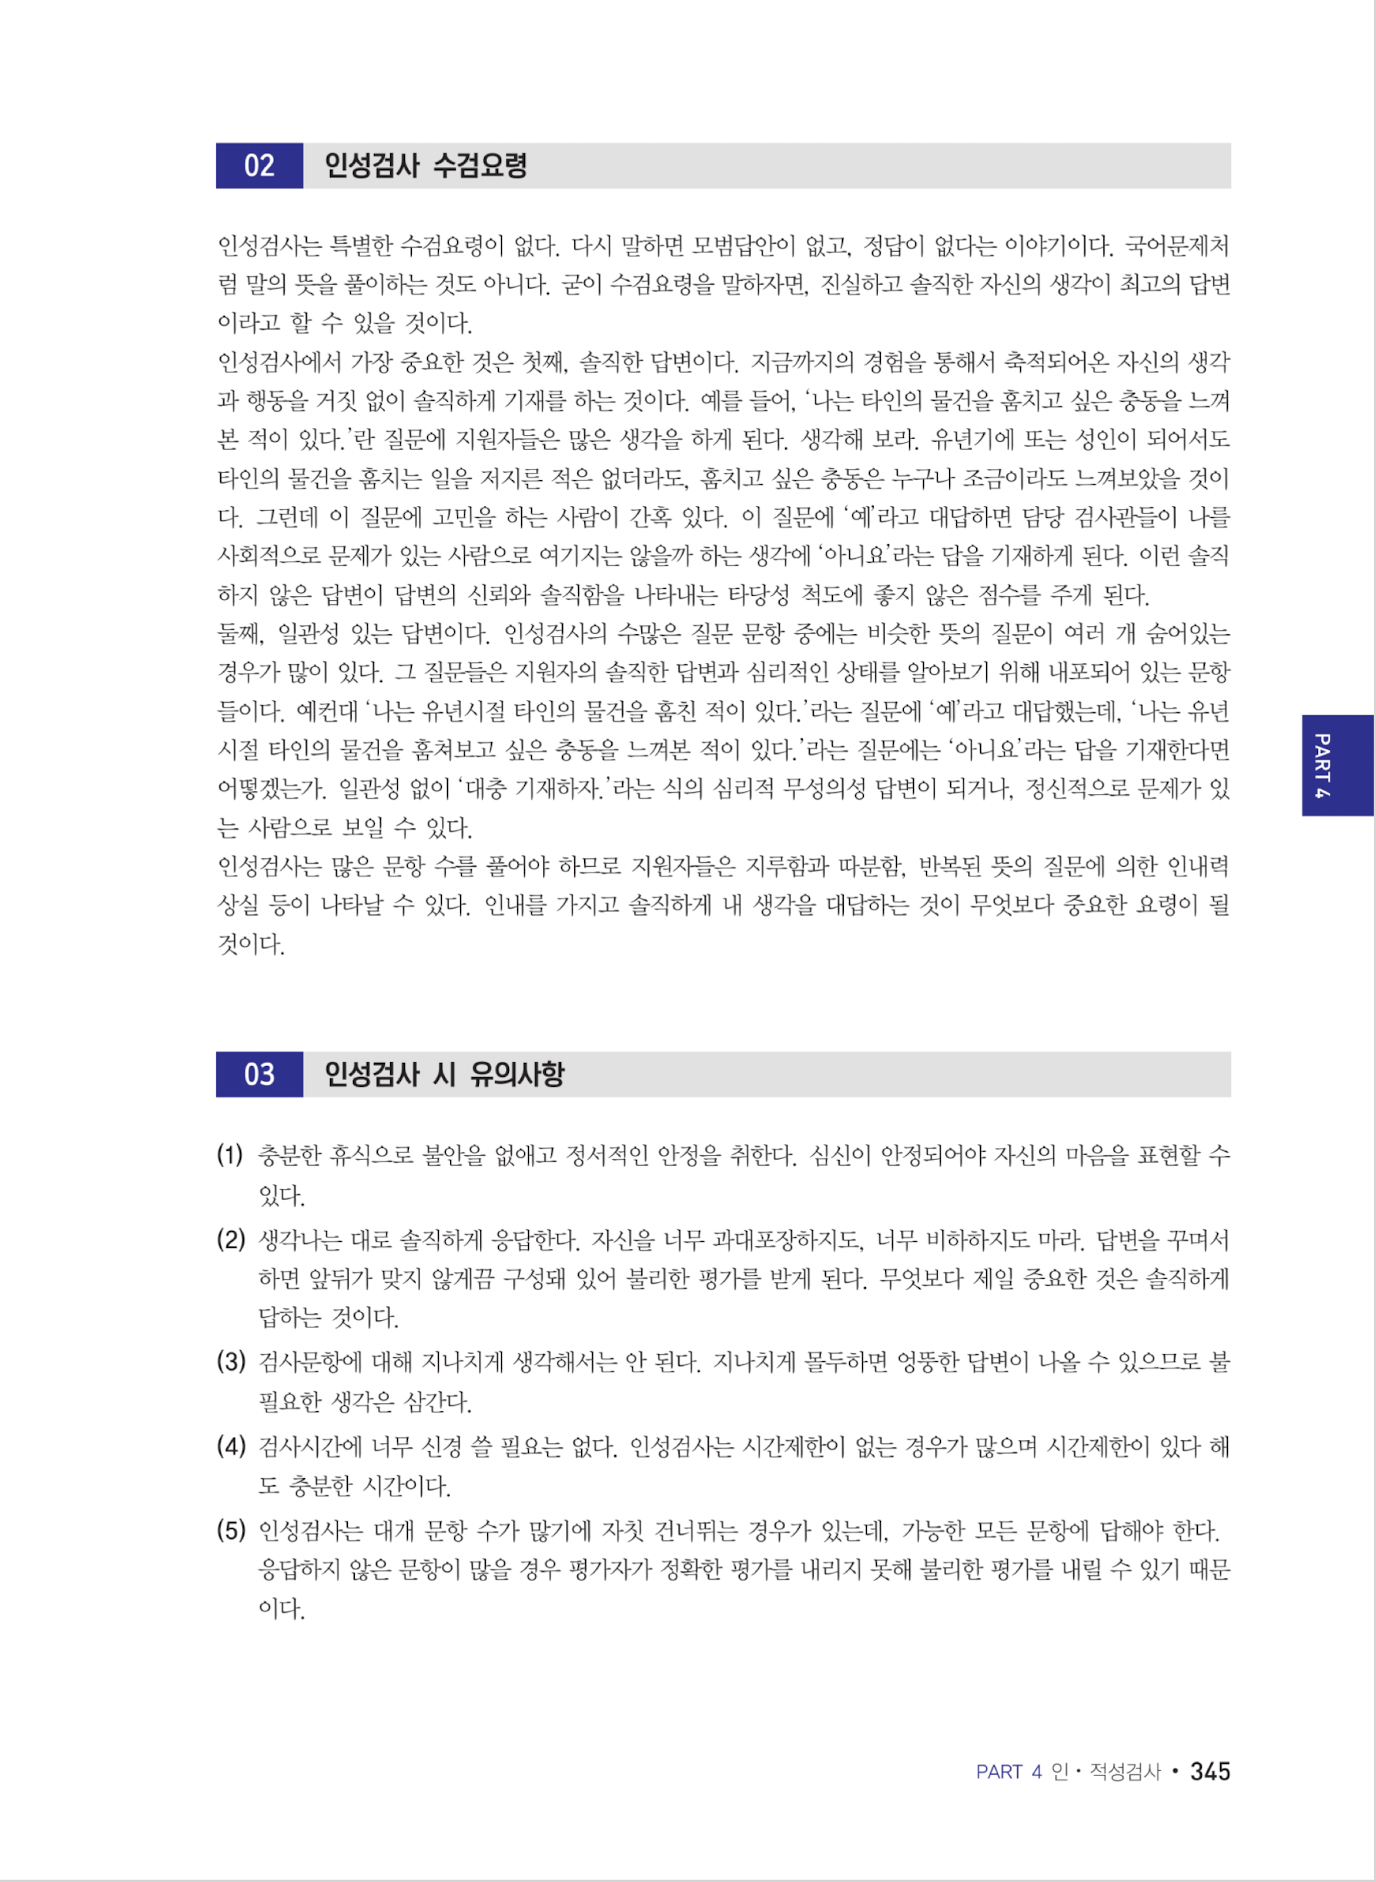 02 인성검사 수검요령
인성검사는 특별한 수검요령이 없다. 다시 말하면 모범답안이 없고, 정답이 없다는 이야기이다. 국어문제처
럼 말의 뜻을 풀이하는 것도 아니다. 굳이 수검요령을 말하자면, 진실하고 솔직한 자신의 생각이 최고의 답변
이라고 할 수 있을 것이다.
인성검사에서 가장 중요한 것은 첫째, 솔직한 답변이다. 지금까지의 경험을 통해서 축적되어온 자신의 생각
과 행동을 거짓 없이 솔직하게 기재를 하는 것이다. 예를 들어, ‘나는 타인의 물건을 훔치고 싶은 충동을 느껴
본 적이 있다.’란 질문에 지원자들은 많은 생각을 하게 된다. 생각해 보라. 유년기에 또는 성인이 되어서도
타인의 물건을 훔치는 일을 저지른 적은 없더라도, 훔치고 싶은 충동은 누구나 조금이라도 느껴보았을 것이
다. 그런데 이 질문에 고민을 하는 사람이 간혹 있다. 이 질문에 ‘예’라고 대답하면 담당 검사관들이 나를
사회적으로 문제가 있는 사람으로 여기지는 않을까 하는 생각에 ‘아니요’라는 답을 기재하게 된다. 이런 솔직
하지 않은 답변이 답변의 신뢰와 솔직함을 나타내는 타당성 척도에 좋지 않은 점수를 주게 된다.
둘째, 일관성 있는 답변이다. 인성검사의 수많은 질문 문항 중에는 비슷한 뜻의 질문이 여러 개 숨어있는
경우가 많이 있다. 그 질문들은 지원자의 솔직한 답변과 심리적인 상태를 알아보기 위해 내포되어 있는 문항
들이다. 예컨대 ‘나는 유년시절 타인의 물건을 훔친 적이 있다.’라는 질문에 ‘예’라고 대답했는데, ‘나는 유년
시절 타인의 물건을 훔쳐보고 싶은 충동을 느껴본 적이 있다.’라는 질문에는 ‘아니요’라는 답을 기재한다면
어떻겠는가. 일관성 없이 ‘대충 기재하자.’라는 식의 심리적 무성의성 답변이 되거나, 정신적으로 문제가 있
는 사람으로 보일 수 있다.
인성검사는 많은 문항 수를 풀어야 하므로 지원자들은 지루함과 따분함, 반복된 뜻의 질문에 의한 인내력
상실 등이 나타날 수 있다. 인내를 가지고 솔직하게 내 생각을 대답하는 것이 무엇보다 중요한 요령이 될
것이다.
PART 4
03 인성검사 시 유의사항
(1) 충분한 휴식으로 불안을 없애고 정서적인 안정을 취한다. 심신이 안정되어야 자신의 마음을 표현할 수
있다.
(2) 생각나는 대로 솔직하게 응답한다. 자신을 너무 과대포장하지도, 너무 비하하지도 마라. 답변을 꾸며서
하면 앞뒤가 맞지 않게끔 구성돼 있어 불리한 평가를 받게 된다. 무엇보다 제일 중요한 것은 솔직하게
답하는 것이다.
(3) 검사문항에 대해 지나치게 생각해서는 안 된다. 지나치게 몰두하면 엉뚱한 답변이 나올 수 있으므로 불
필요한 생각은 삼간다.
(4) 검사시간에 너무 신경 쓸 필요는 없다. 인성검사는 시간제한이 없는 경우가 많으며 시간제한이 있다 해
도 충분한 시간이다.
(5) 인성검사는 대개 문항 수가 많기에 자칫 건너뛰는 경우가 있는데, 가능한 모든 문항에 답해야 한다.
응답하지 않은 문항이 많을 경우 평가자가 정확한 평가를 내리지 못해 불리한 평가를 내릴 수 있기 때문
이다.
PART 4 인·적성검사 • 345